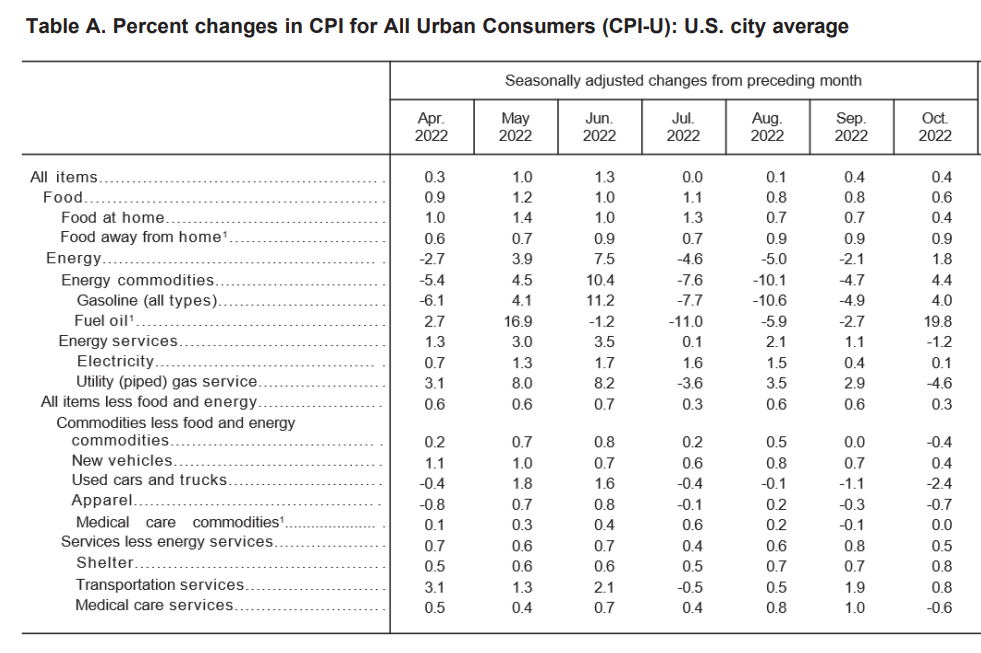 Table A. Percent changes in CPI for All Urban Consumers (CPI-U): U.S. city average
Seasonally adjusted changes from preceding month
Apr. 2022 May 2022 Jun. 2022 Jul. 2022 Aug. 2022 Sep. 2022 Oct. 2022
All items 0.3 1.0 1.3 0.0 0.1 0.4 0.4
Food 0.9 1.2 1.0 1.1 0.8 0.8 0.6
Food at home 1.0 1.4 1.0 1.3 0.7 0.7 0.4
Food away from home¹ 0.6 0.7 0.9 0.7 0.9 0.9 0.9
Energy -2.7 3.9 7.5 -4.6 -5.0 -2.1 1.8
Energy commodities -5.4 4.5 10.4 -7.6 -10.1 -4.7 4.4
Gasoline (all types) -6.1 4.1 11.2 -7.7 -10.6 -4.9 4.0
Fuel oil¹ 2.7 16.9 -1.2 -11.0 -5.9 -2.7 19.8
Energy services 1.3 3.0 3.5 0.1 2.1 1.1 -1.2
Electricity 0.7 1.3 1.7 1.6 1.5 0.4 0.1
Utility (piped) gas service 3.1 8.0 8.2 -3.6 3.5 2.9 -4.6
All items less food and energy 0.6 0.6 0.7 0.3 0.6 0.6 0.3
Commodities less food and energy
commodities 0.2 0.7 0.8 0.2 0.5 0.0 -0.4
New vehicles 1.1 1.0 0.7 0.6 0.8 0.7 0.4
Used cars and trucks -0.4 1.8 1.6 -0.4 -0.1 -1.1 -2.4
Apparel -0.8 0.7 0.8 -0.1 0.2 -0.3 -0.7
Medical care commodities¹ 0.1 0.3 0.4 0.6 0.2 -0.1 0.0
Services less energy services 0.7 0.6 0.7 0.4 0.6 0.8 0.5
Shelter 0.5 0.6 0.6 0.5 0.7 0.7 0.8
Transportation services 3.1 1.3 2.1 -0.5 0.5 1.9 0.8
Medical care services 0.5 0.4 0.7 0.4 0.8 1.0 -0.6